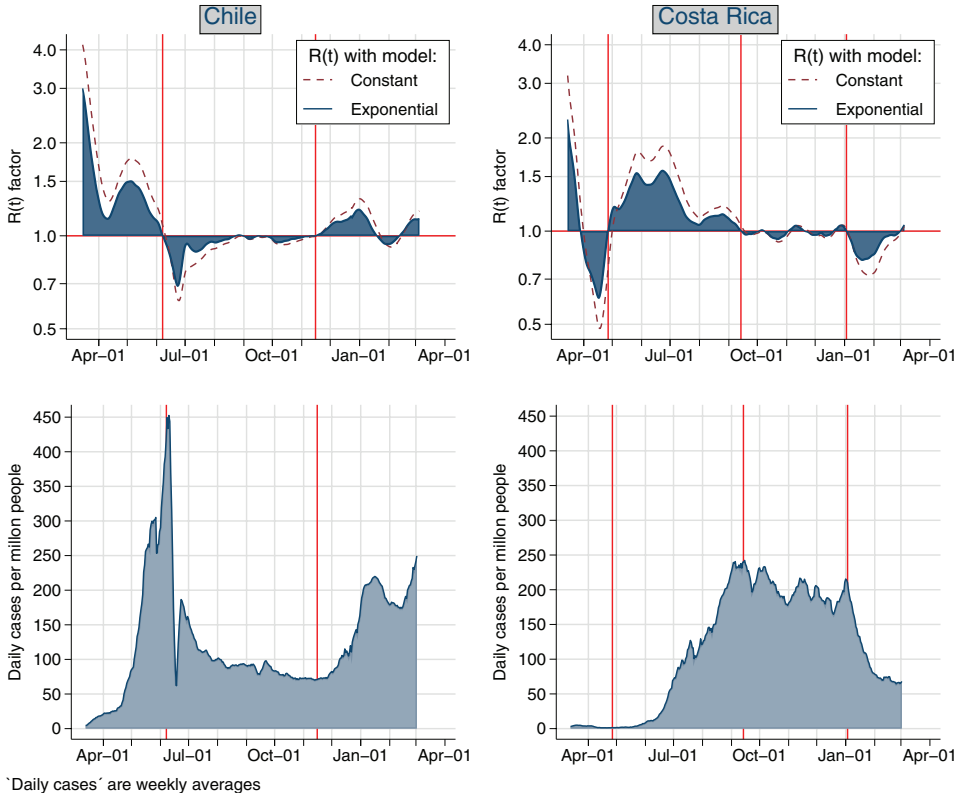 Chile
R(t) factor
4.0
3.0
2.0
1.5
1.0
0.7
0.5
R(t) with model:
Constant
Exponential
Apr−01
Jul−01
Oct−01
Jan−01
Apr−01
Costa Rica
R(t) factor
4.0
3.0
2.0
1.5
1.0
0.7
0.5
R(t) with model:
Constant
Exponential
Apr−01
Jul−01
Oct−01
Jan−01
Apr−01
Daily cases per millon people
450
400
350
300
250
200
150
100
50
0
Apr−01
Jul−01
Oct−01
Jan−01
Apr−01
Daily cases per millon people
450
400
350
300
250
200
150
100
50
0
Apr−01
Jul−01
Oct−01
Jan−01
Apr−01
`Daily cases´ are weekly averages